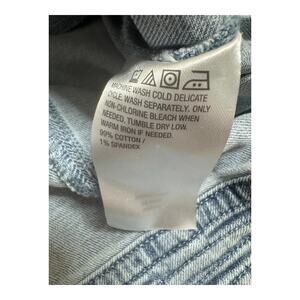 MACHINE WASH COLD DELICATE
CYCLE. WASH SEPARATELY. ONLY
NON-CHLORINE BLEACH WHEN
NEEDED, TUMBLE DRY LOW.
WARM IRON IF NEEDED.
99% COTTON /
1% SPANDEX